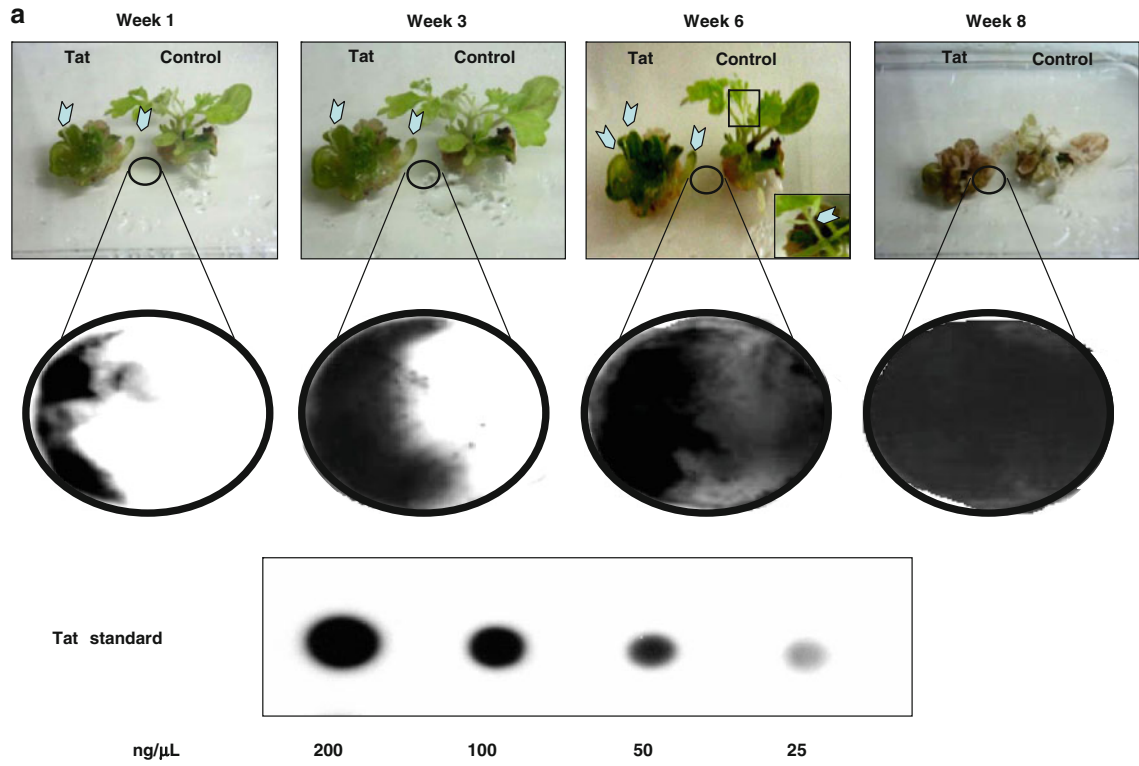 a
Week 1 Week 3 Week 6 Week 8
Tat Control Tat Control Tat Control Tat Control
Tat standard
ng/µL 200 100 50 25